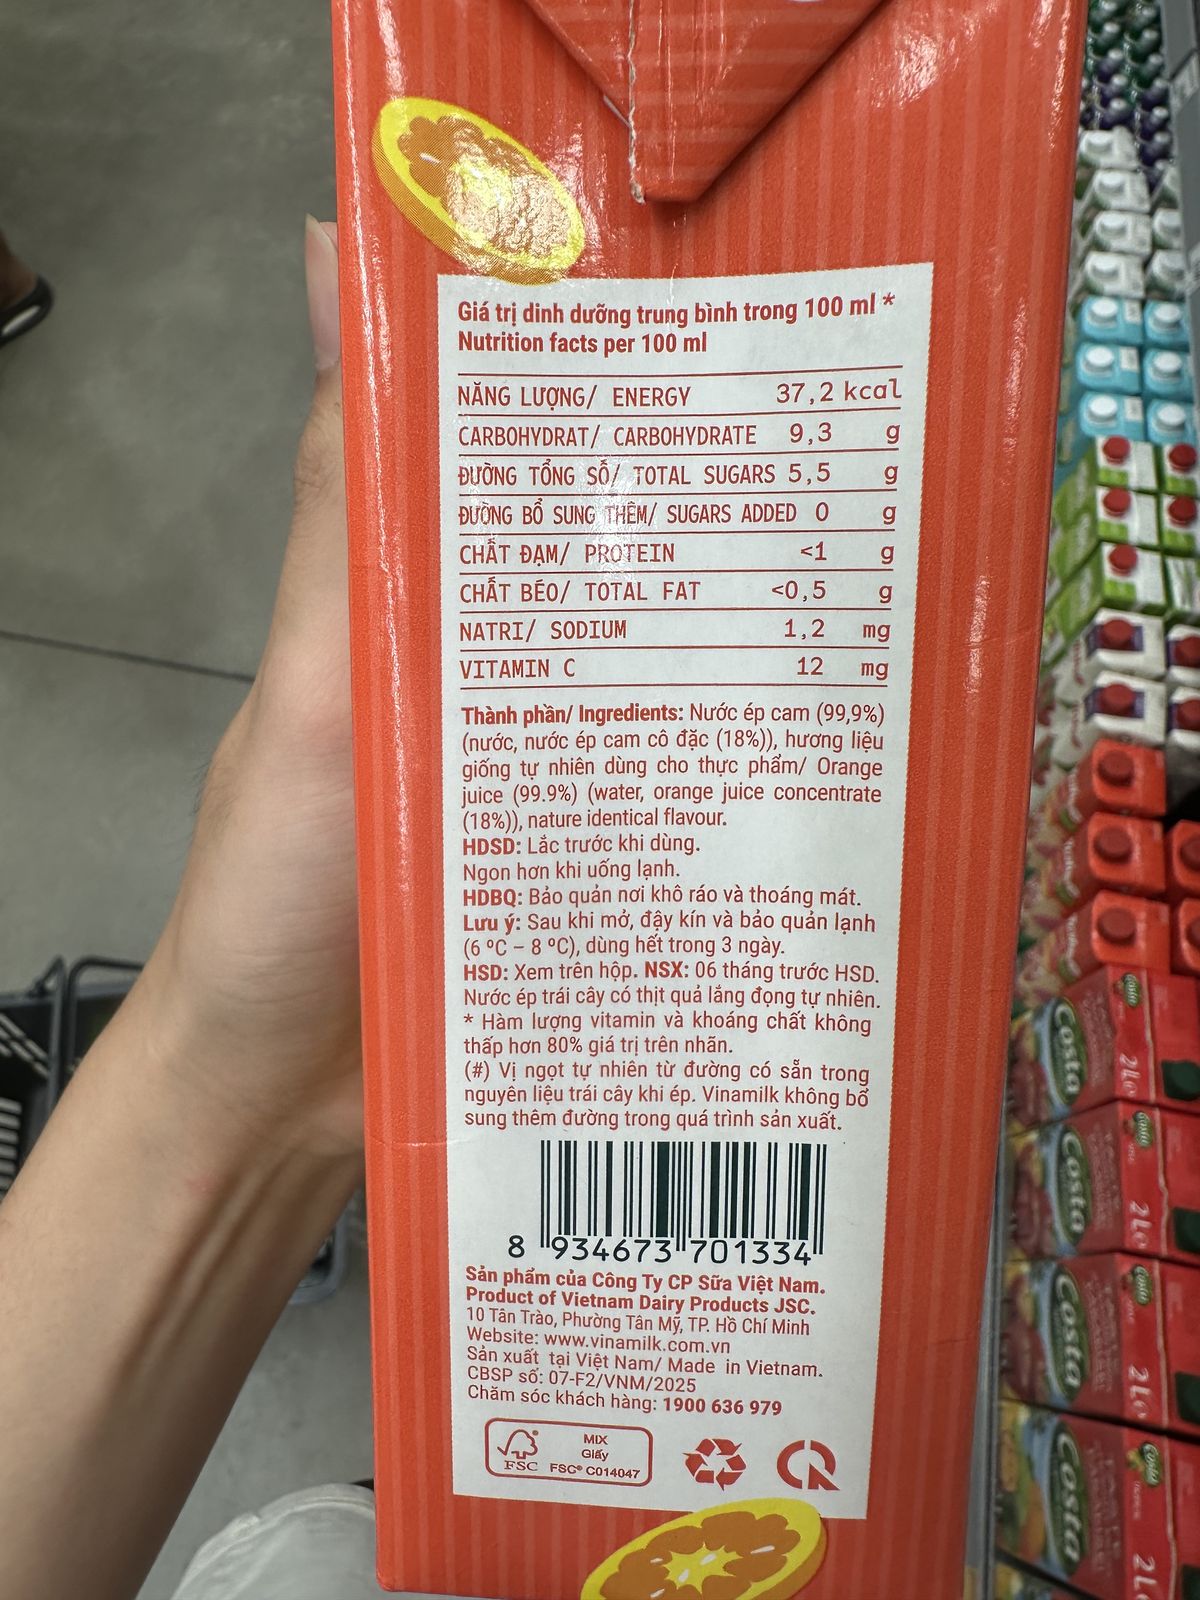 Giá trị dinh dưỡng trung bình trong 100 ml *
Nutrition facts per 100 ml
NĂNG LƯỢNG/ ENERGY 37,2 kcal
CARBOHYDRAT/ CARBOHYDRATE 9,3 g
ĐƯỜNG TỔNG SỐ/ TOTAL SUGARS 5,5 g
ĐƯỜNG BỔ SUNG THÊM/ SUGARS ADDED 0 g
CHẤT ĐẠM/ PROTEIN <1 g
CHẤT BÉO/ TOTAL FAT <0,5 g
NATRI/ SODIUM 1,2 mg
VITAMIN C 12 mg
Thành phần/ Ingredients: Nước ép cam (99,9%)
(nước, nước ép cam cô đặc (18%)), hương liệu
giống tự nhiên dùng cho thực phẩm/ Orange
juice (99.9%) (water, orange juice concentrate
(18%)), nature identical flavour.
HDSD: Lắc trước khi dùng.
Ngon hơn khi uống lạnh.
HDBQ: Bảo quản nơi khô ráo và thoáng mát.
Lưu ý: Sau khi mở, đậy kín và bảo quản lạnh
(6 ºC – 8 ºC), dùng hết trong 3 ngày.
HSD: Xem trên hộp. NSX: 06 tháng trước HSD.
Nước ép trái cây có thịt quả lắng đọng tự nhiên.
* Hàm lượng vitamin và khoáng chất không
thấp hơn 80% giá trị trên nhãn.
(#) Vị ngọt tự nhiên từ đường có sẵn trong
nguyên liệu trái cây khi ép. Vinamilk không bổ
sung thêm đường trong quá trình sản xuất.
8 934673 701334
Sản phẩm của Công Ty CP Sữa Việt Nam.
Product of Vietnam Dairy Products JSC.
10 Tân Trào, Phường Tân Mỹ, TP. Hồ Chí Minh
Website: www.vinamilk.com.vn
Sản xuất tại Việt Nam/ Made in Vietnam.
CBSP số: 07-F2/VNM/2025
Chăm sóc khách hàng: 1900 636 979
FSC
MIX
Giấy
FSC® C014047
Costa
Costa
Costa
Costa